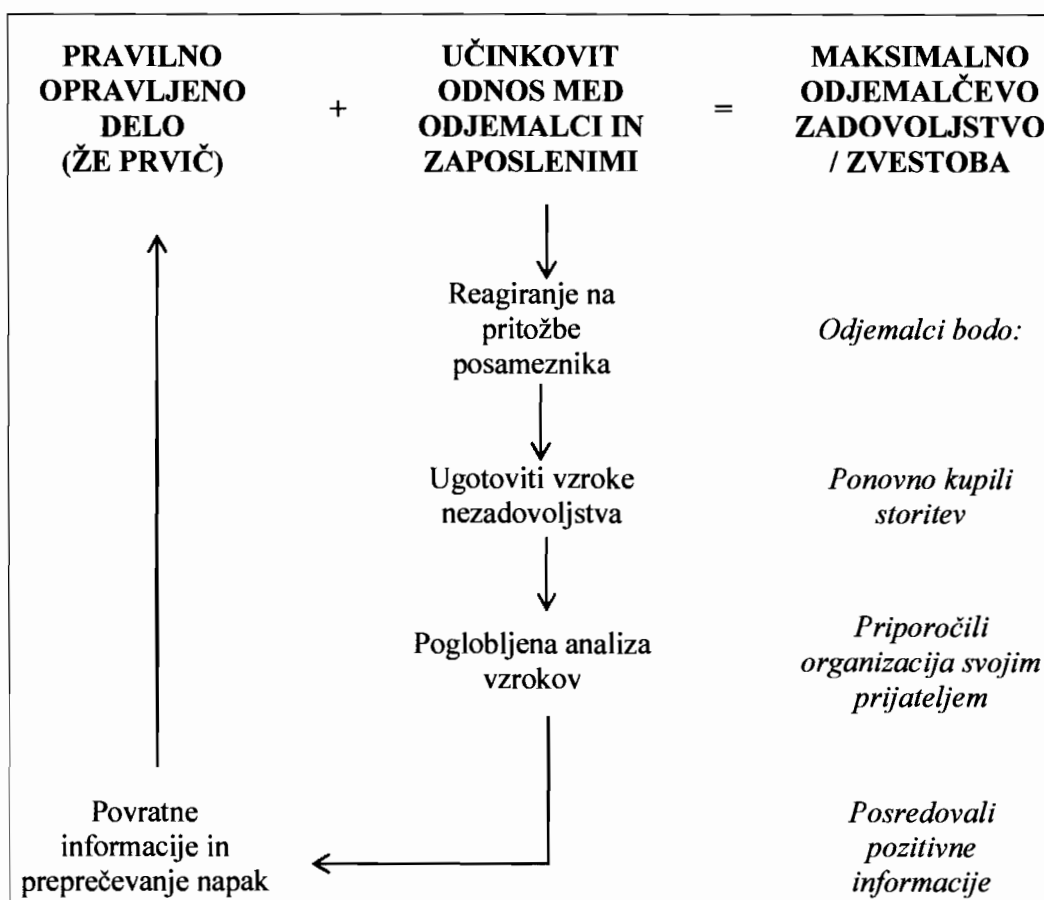 PRAVILNO
OPRAVLJENO
DELO
(ŽE PRVIČ)
+
UČINKOVIT
ODNOS MED
ODJEMALCI IN
ZAPOSLENIMI
=
MAKSIMALNO
ODJEMALČEVO
ZADOVOLJSTVO
/ ZVESTOBA
Reagiranje na
pritožbe
posameznika
Odjemalci bodo:
Ugotoviti vzroke
nezadovoljstva
Ponovno kupili
storitev
Poglobljena analiza
vzrokov
Priporočili
organizacija svojim
prijateljem
Povratne
informacije in
preprečevanje napak
Posredovali
pozitivne
informacije